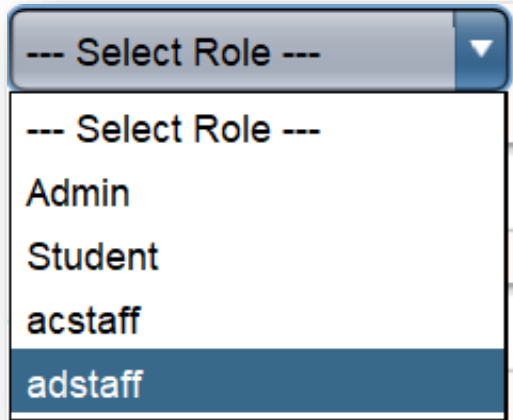 --- Select Role ---
--- Select Role ---
Admin
Student
acstaff
adstaff